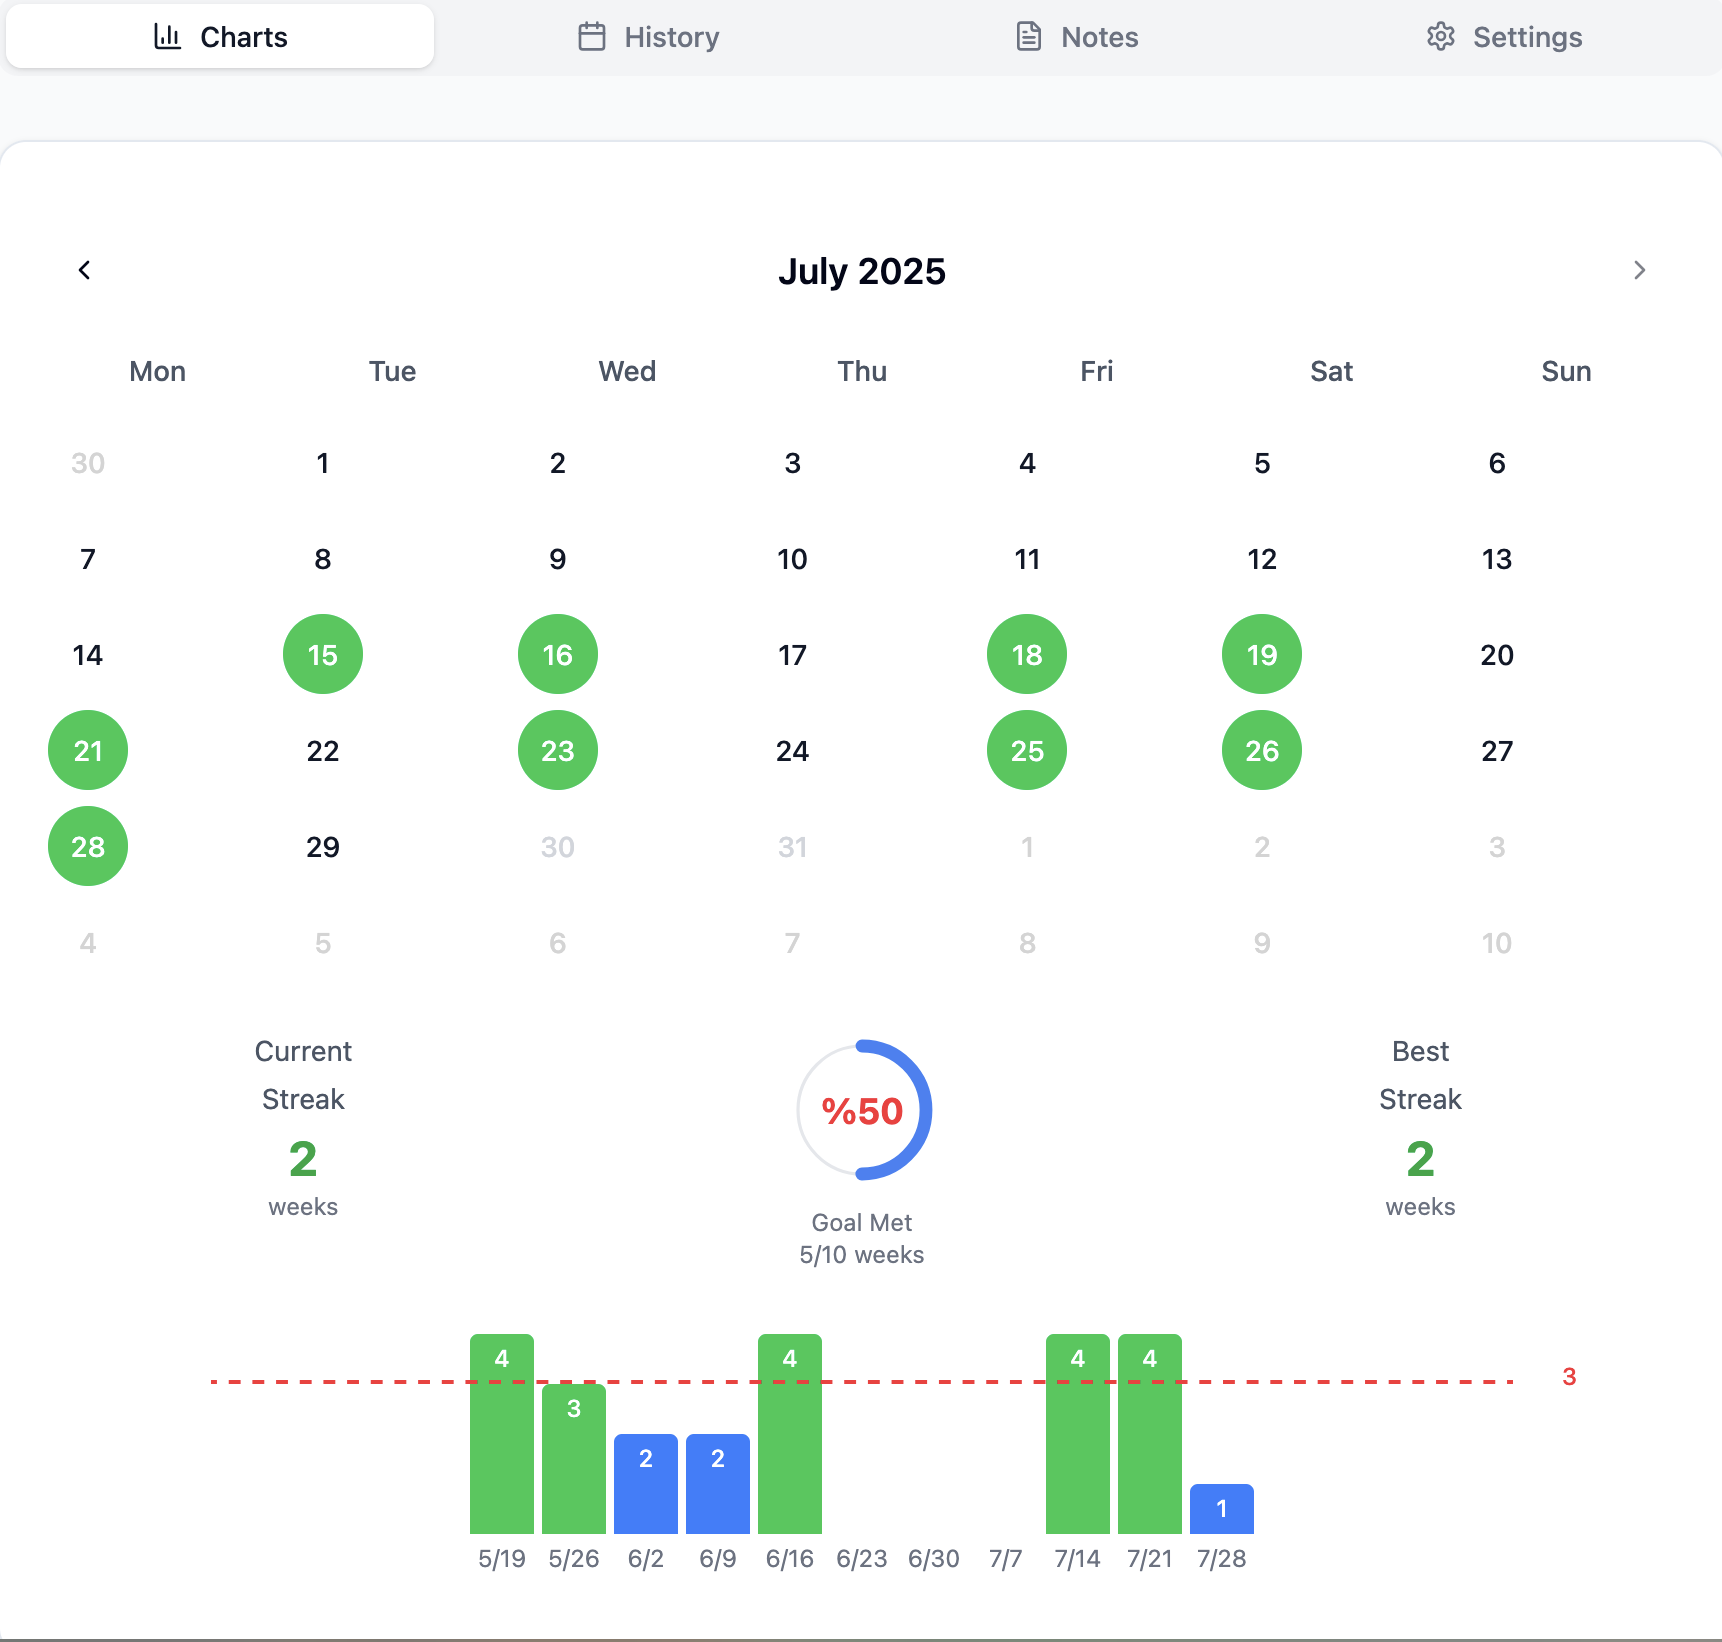 Charts History Notes Settings
July 2025
Mon Tue Wed Thu Fri Sat Sun
30 1 2 3 4 5 6
7 8 9 10 11 12 13
14 15 16 17 18 19 20
21 22 23 24 25 26 27
28 29 30 31 1 2 3
4 5 6 7 8 9 10
Current
Streak
2
weeks
%50
Goal Met
5/10 weeks
Best
Streak
2
weeks
4 3 2 2 4 4 4 1
3
5/19 5/26 6/2 6/9 6/16 6/23 6/30 7/7 7/14 7/21 7/28